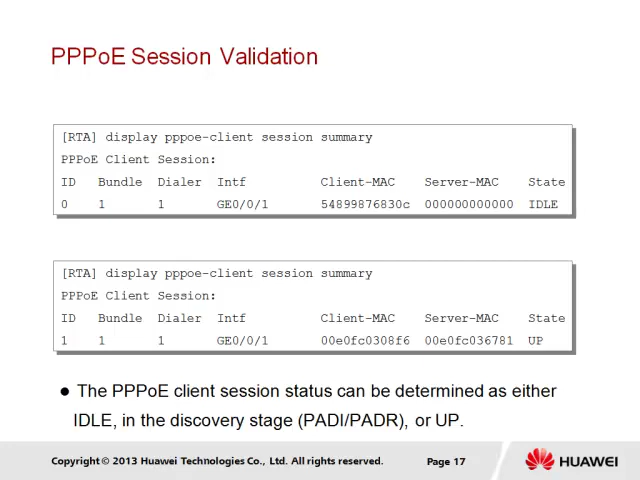 PPPoE Session Validation
[RTA] display pppoe-client session summary
PPPoE Client Session:
ID Bundle Dialer Intf Client-MAC Server-MAC State
0 1 1 GE0/0/1 54899876830c 000000000000 IDLE
[RTA] display pppoe-client session summary
PPPoE Client Session:
ID Bundle Dialer Intf Client-MAC Server-MAC State
1 1 1 GE0/0/1 00e0fc0308f6 00e0fc036781 UP
● The PPPoE client session status can be determined as either
IDLE, in the discovery stage (PADI/PADR), or UP.
Copyright © 2013 Huawei Technologies Co., Ltd. All rights reserved. Page 17 HUAWEI